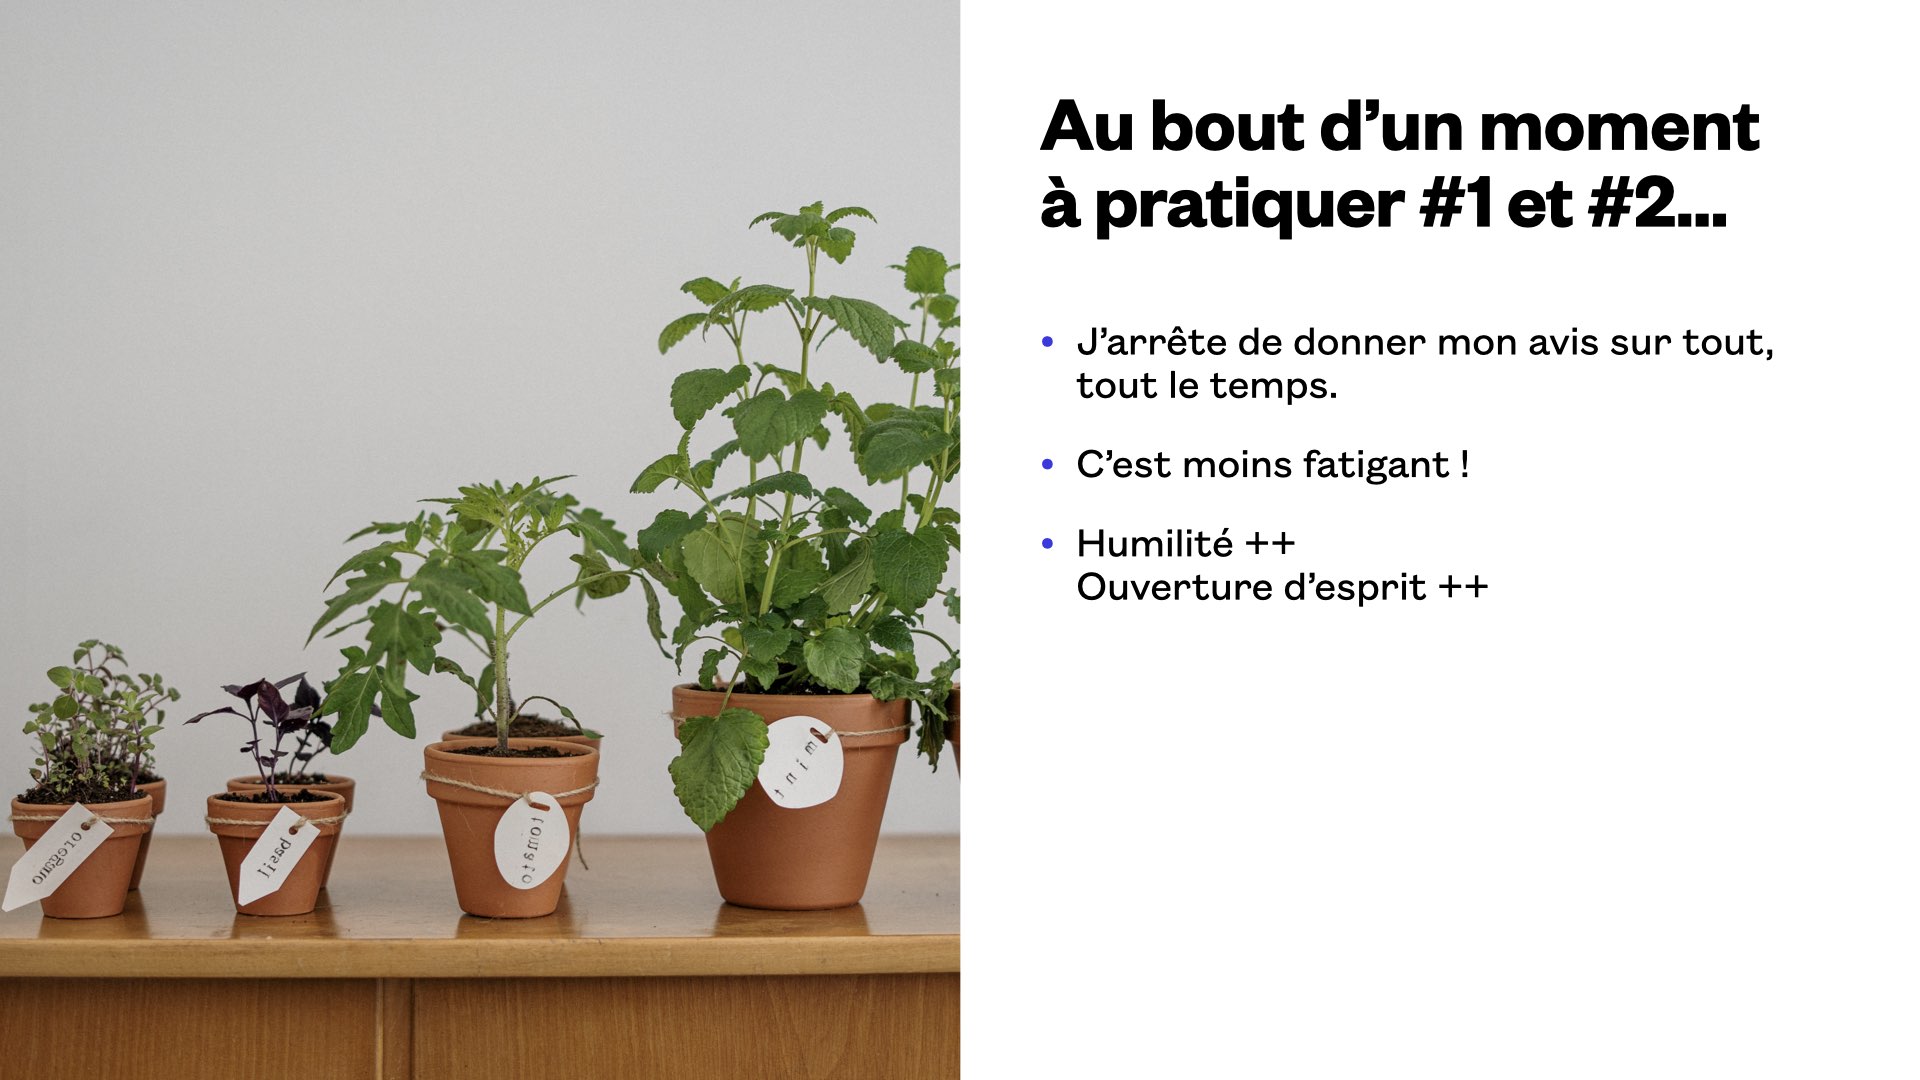 Au bout d’un moment
à pratiquer #1 et #2...
• J’arrête de donner mon avis sur tout,
tout le temps.
• C’est moins fatigant !
• Humilité ++
Ouverture d’esprit ++
oregano
basil
tomato
mint